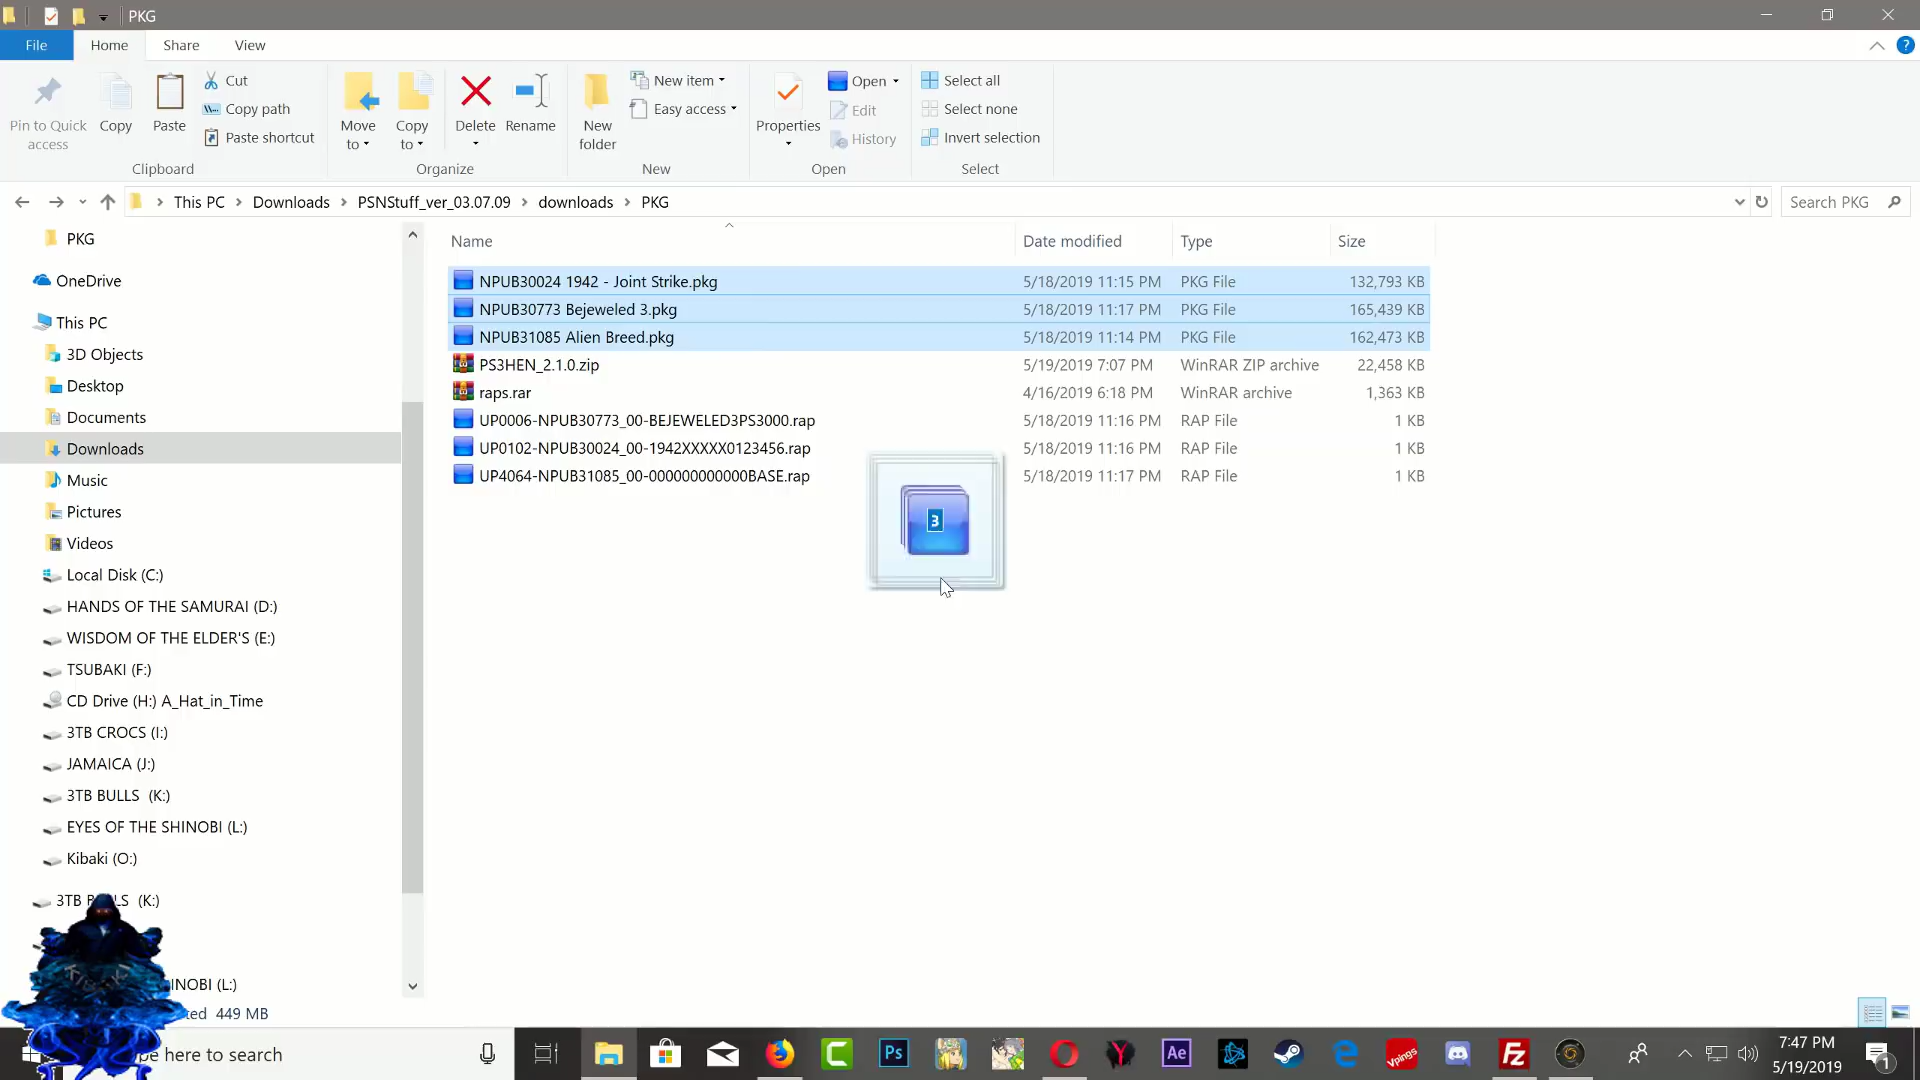 PKG
File Home Share View
Pin to Quick access
Copy
Paste
Cut
Copy path
Paste shortcut
Clipboard
Move to
Copy to
Delete
Rename
Organize
New folder
New item
Easy access
New
Properties
Open
Edit
History
Open
Select all
Select none
Invert selection
Select
This PC > Downloads > PSNStuff_ver_03.07.09 > downloads > PKG
Search PKG
PKG
OneDrive
This PC
3D Objects
Desktop
Documents
Downloads
Music
Pictures
Videos
Local Disk (C:)
HANDS OF THE SAMURAI (D:)
WISDOM OF THE ELDER'S (E:)
TSUBAKI (F:)
CD Drive (H:) A_Hat_in_Time
3TB CROCS (I:)
JAMAICA (J:)
3TB BULLS (K:)
EYES OF THE SHINOBI (L:)
Kibaki (O:)
3TB B LS (K:)
INOBI (L:)
ted 449 MB
Name Date modified Type Size
NPUB30024 1942 - Joint Strike.pkg 5/18/2019 11:15 PM PKG File 132,793 KB
NPUB30773 Bejeweled 3.pkg 5/18/2019 11:17 PM PKG File 165,439 KB
NPUB31085 Alien Breed.pkg 5/18/2019 11:14 PM PKG File 162,473 KB
PS3HEN_2.1.0.zip 5/19/2019 7:07 PM WinRAR ZIP archive 22,458 KB
raps.rar 4/16/2019 6:18 PM WinRAR archive 1,363 KB
UP0006-NPUB30773_00-BEJEWELED3PS3000.rap 5/18/2019 11:16 PM RAP File 1 KB
UP0102-NPUB30024_00-1942XXXXX0123456.rap 5/18/2019 11:16 PM RAP File 1 KB
UP4064-NPUB31085_00-000000000000BASE.rap 5/18/2019 11:17 PM RAP File 1 KB
3
pe here to search
Ps
Ae
Vpings
Fz
7:47 PM
5/19/2019
1